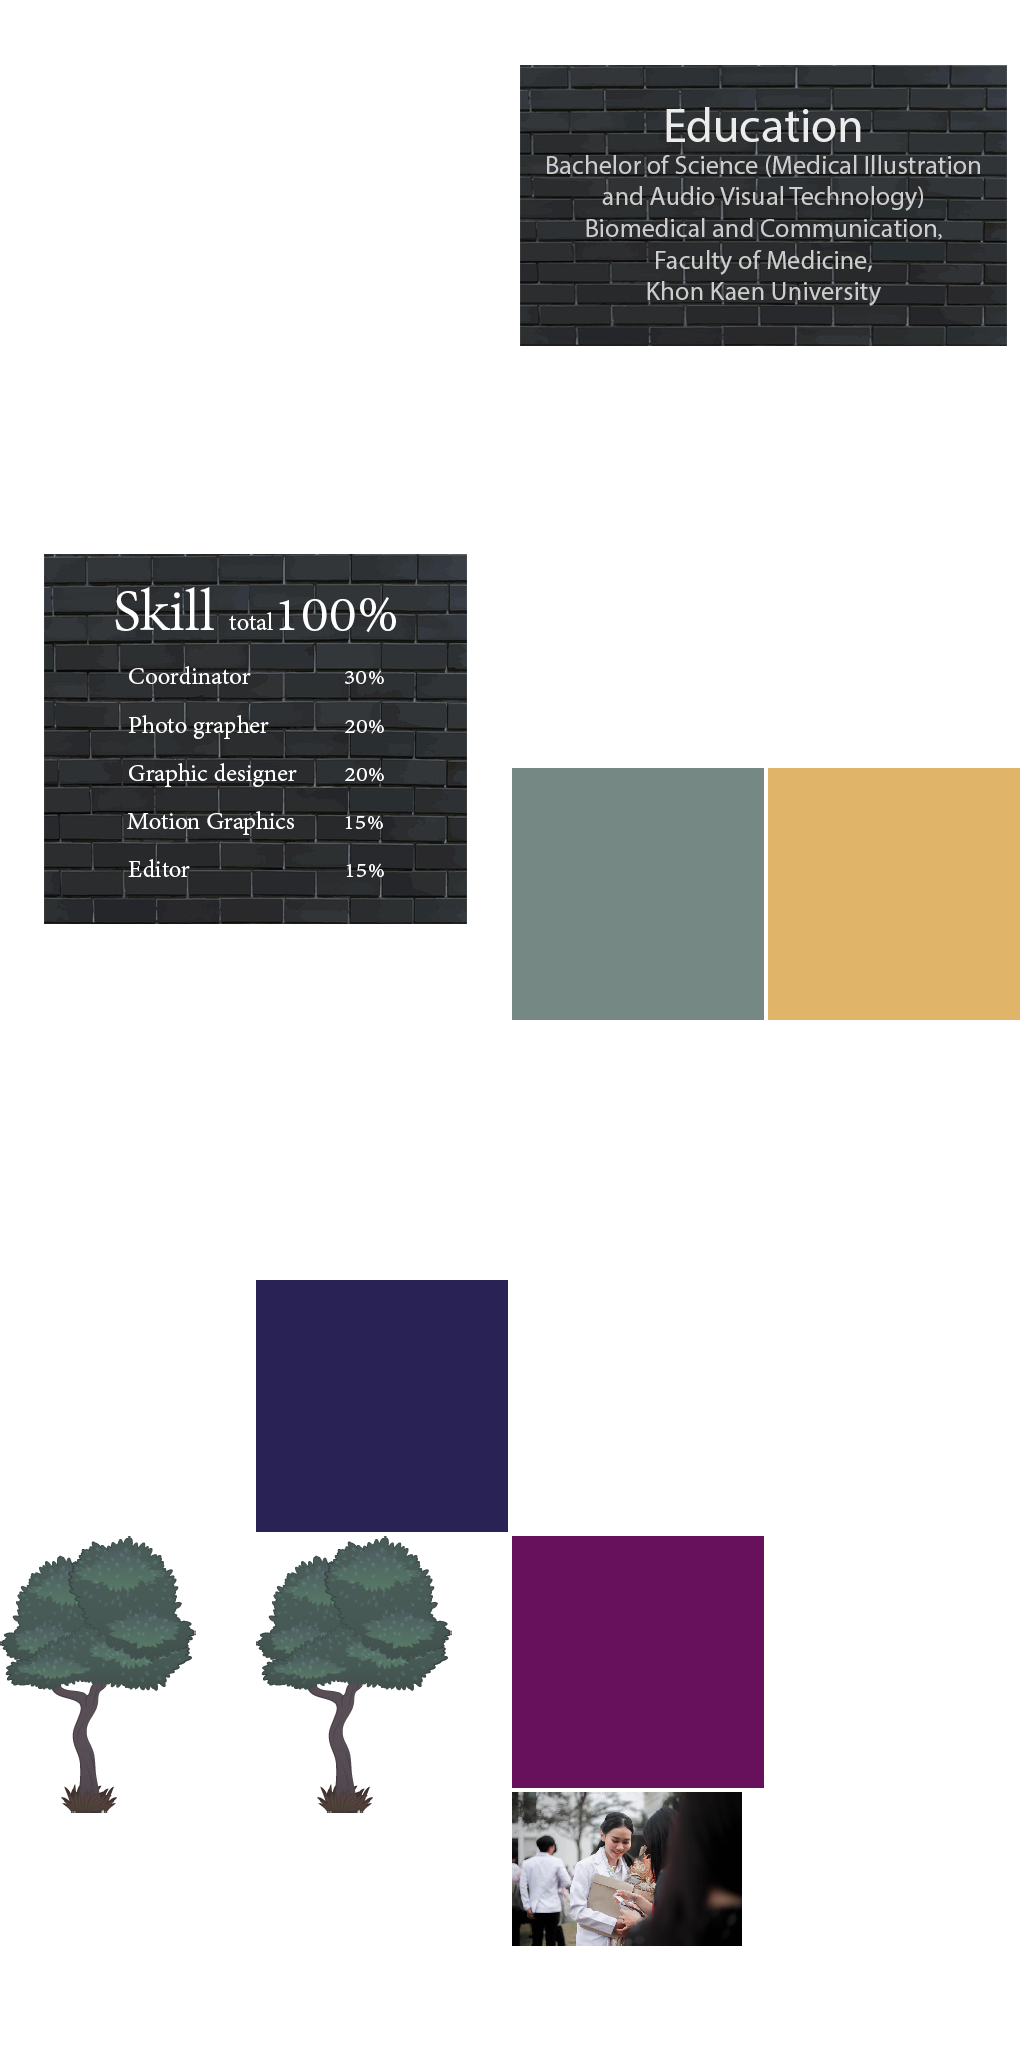 Education
Bachelor of Science (Medical Illustration
and Audio Visual Technology)
Biomedical and Communication,
Faculty of Medicine,
Khon Kaen University
Skill total 100%
Coordinator 30%
Photo grapher 20%
Graphic designer 20%
Motion Graphics 15%
Editor 15%